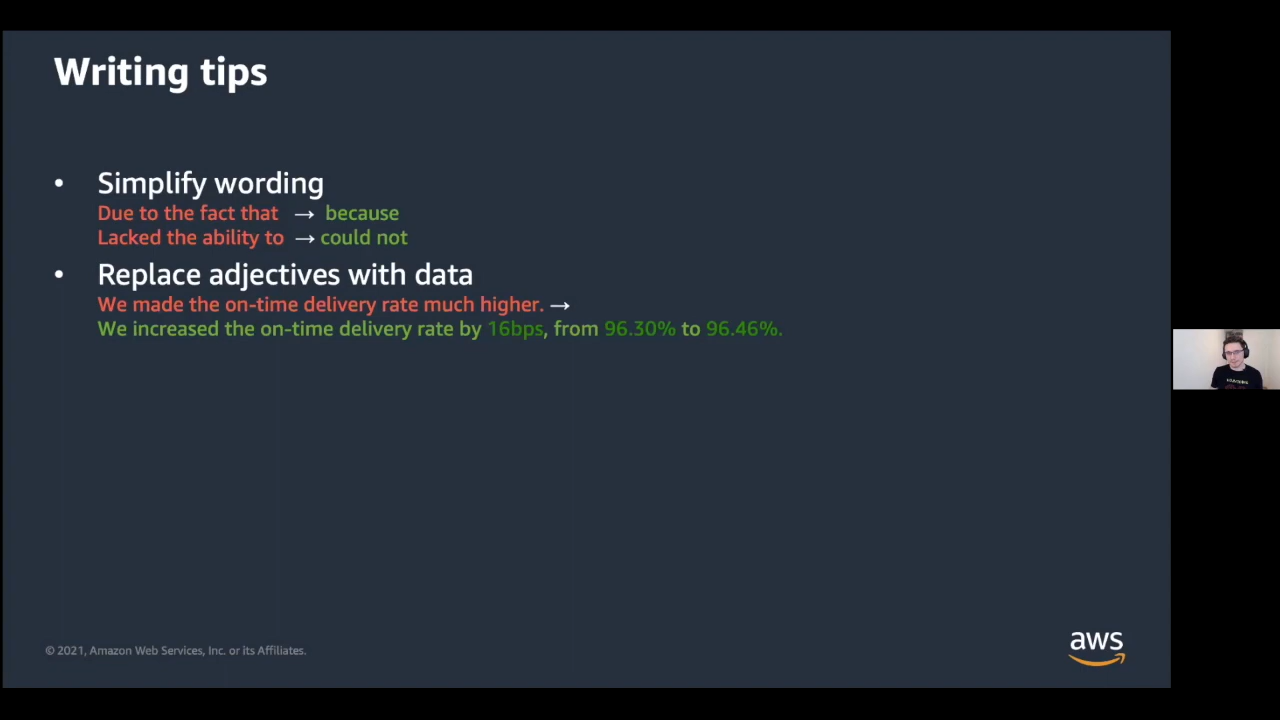 Writing tips
• Simplify wording
Due to the fact that → because
Lacked the ability to → could not
• Replace adjectives with data
We made the on-time delivery rate much higher. →
We increased the on-time delivery rate by 16bps, from 96.30% to 96.46%.
© 2021, Amazon Web Services, Inc. or its Affiliates.
aws